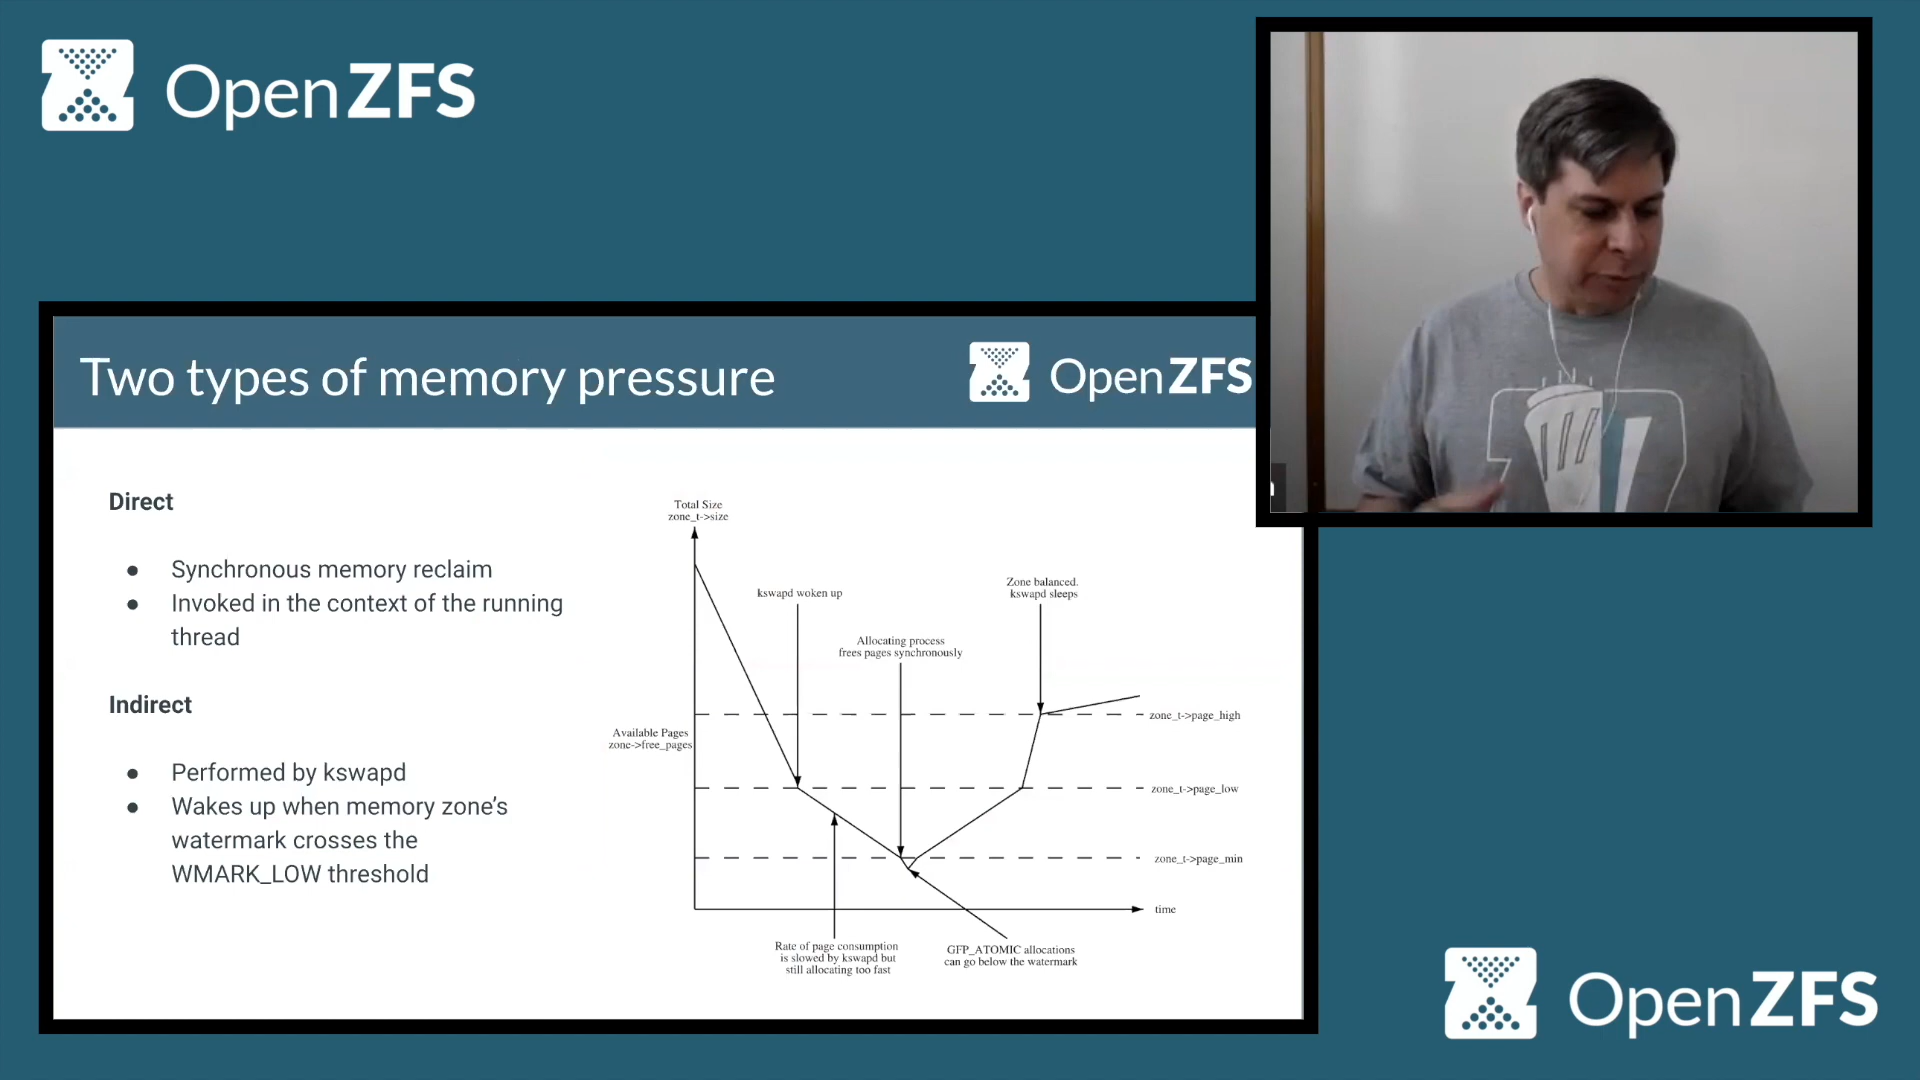 OpenZFS
Two types of memory pressure
OpenZFS
Direct
● Synchronous memory reclaim
● Invoked in the context of the running
thread
Indirect
● Performed by kswapd
● Wakes up when memory zone’s
watermark crosses the
WMARK_LOW threshold
Total Size
zone_t->size
kswapd woken up
Allocating process
frees pages synchronously
Zone balanced.
kswapd sleeps
Available Pages
zone->free_pages
zone_t->page_high
zone_t->page_low
zone_t->page_min
time
Rate of page consumption
is slowed by kswapd but
still allocating too fast
GFP_ATOMIC allocations
can go below the watermark
OpenZFS